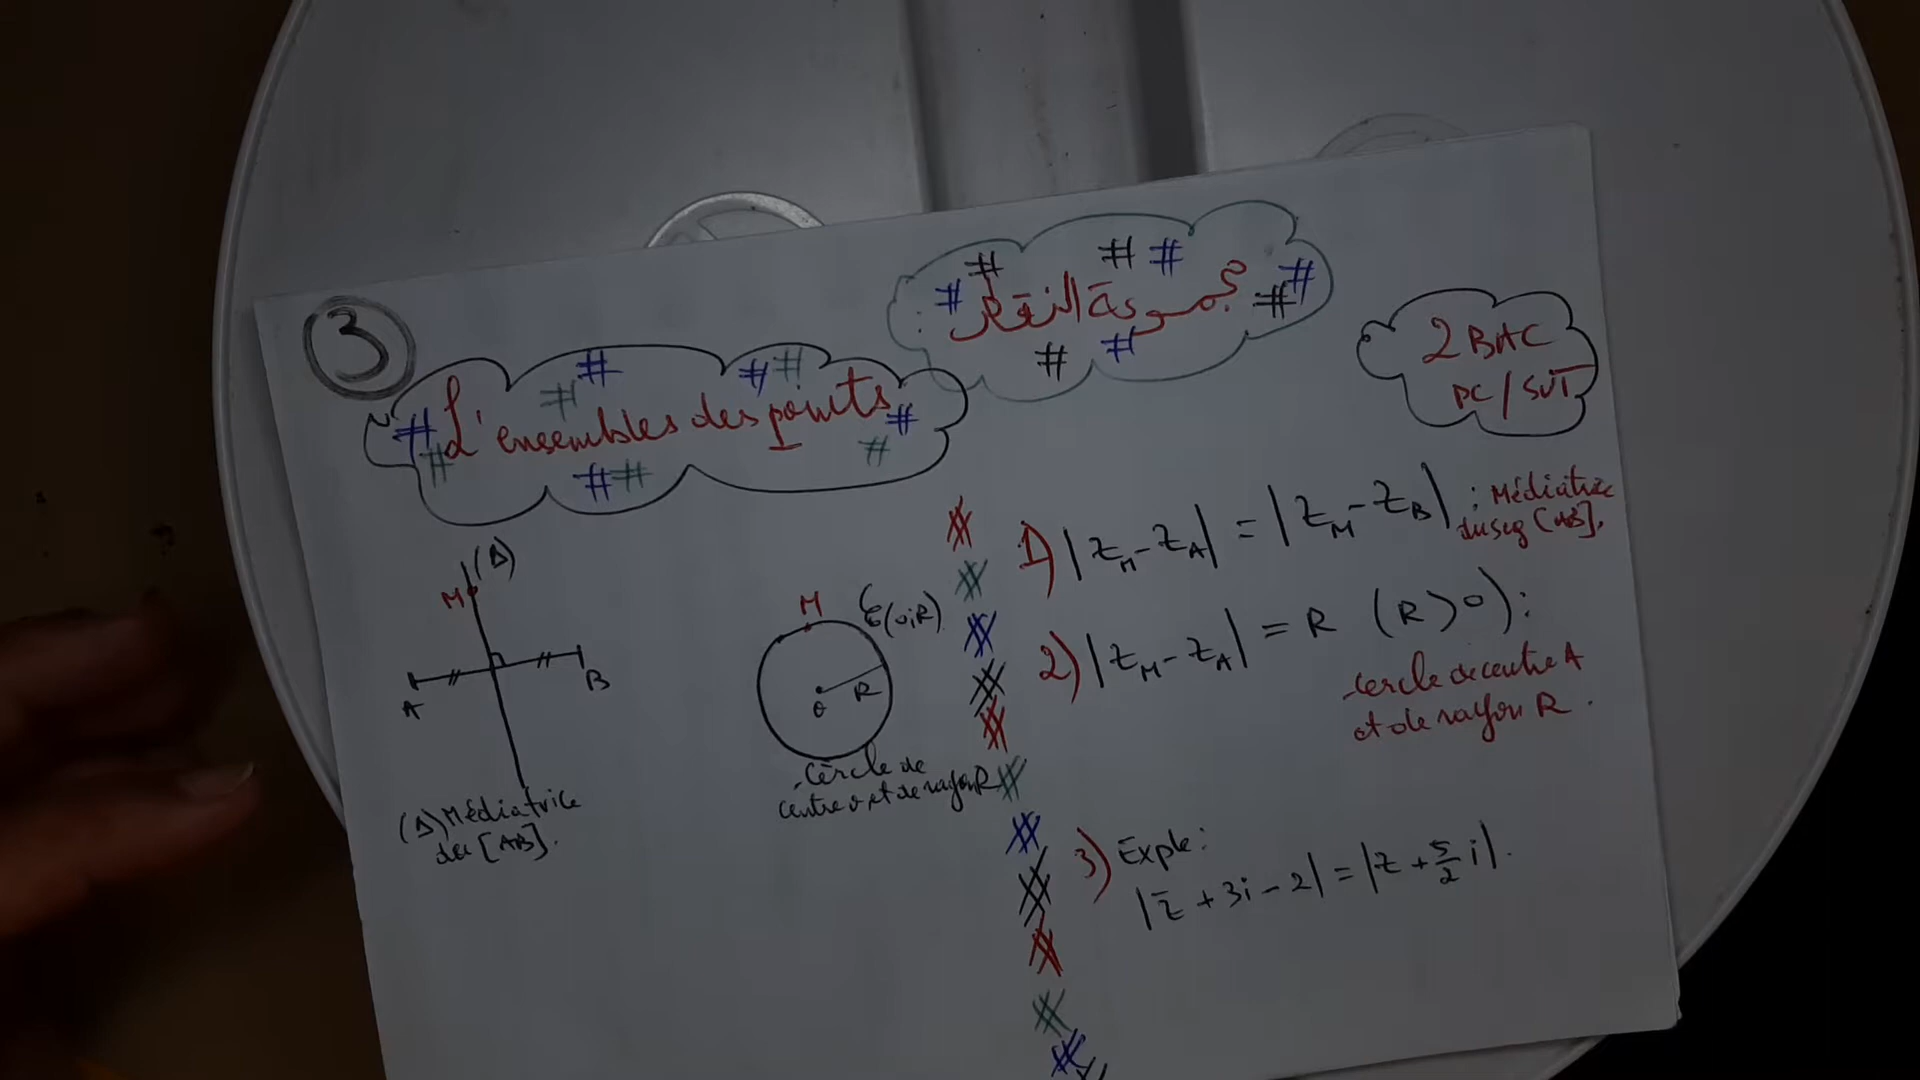 3
# # # # # # # #
مجموعة النقط
2 BAC
PC / SVT
# # # # # # # # # #
L'ensembles des points
(Δ)
M
A
B
(Δ) Médiatrice
de [AB].
M
C(O,R)
O
R
Cercle de
centre O et de rayon R
1) |z_M - z_A| = |z_M - z_B| : Médiatrice
du seg [AB].
2) |z_M - z_A| = R (R > 0) :
Cercle de centre A
et de rayon R.
3) Exple :
|z̄ + 3i - 2| = |z + 5/2 i|.